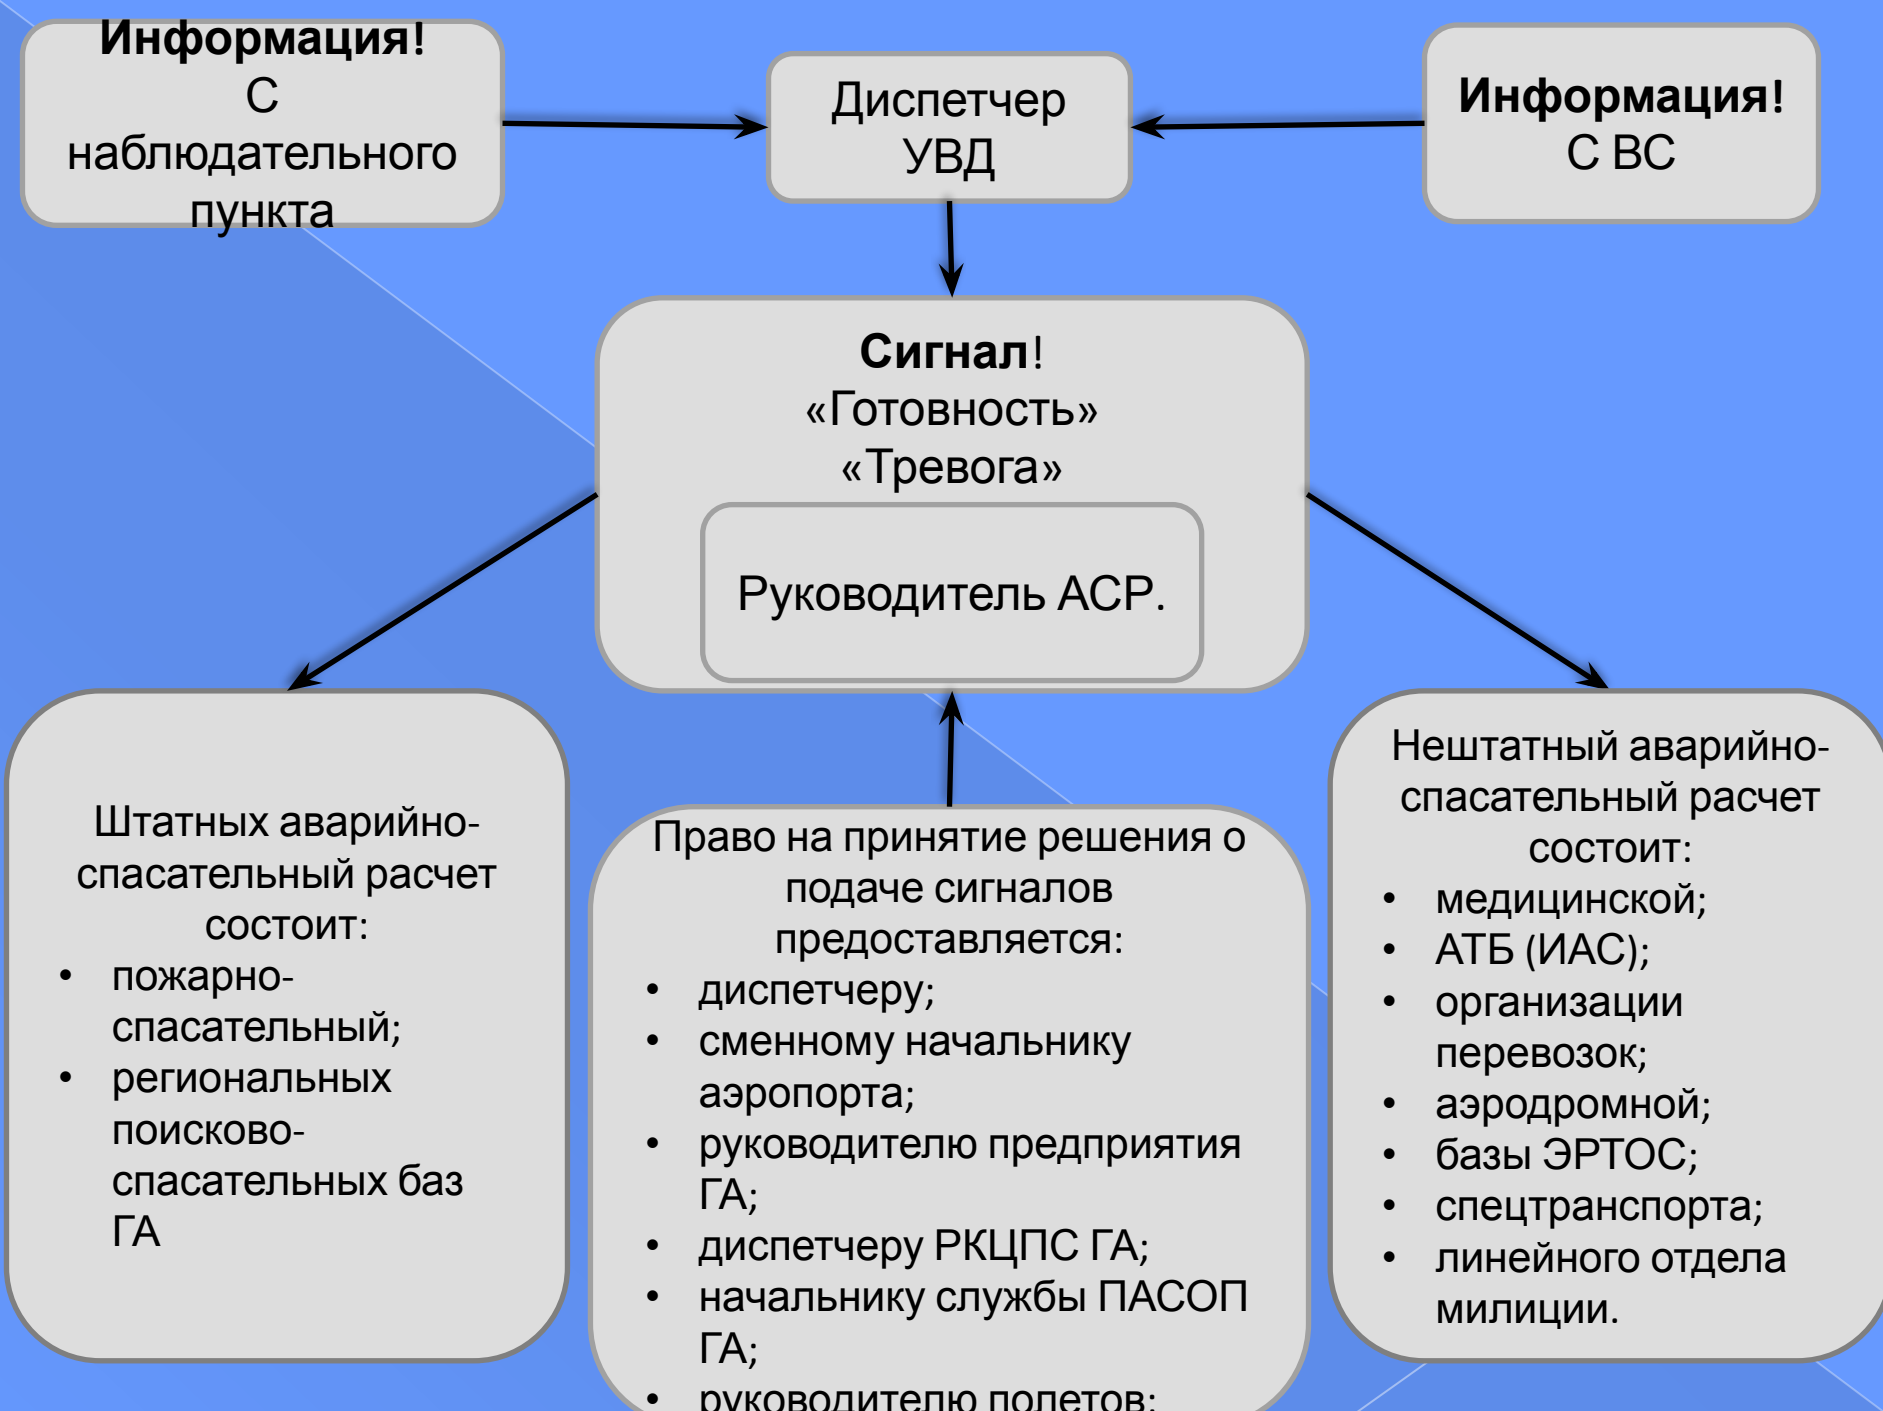 Информация!
С
наблюдательного
пункта
Диспетчер
УВД
Информация!
С ВС
Сигнал!
«Готовность»
«Тревога»
Руководитель АСР.
Штатных аварийно-
спасательный расчет
состоит:
• пожарно-
спасательный;
• региональных
поисково-
спасательных баз
ГА
Право на принятие решения о
подаче сигналов
предоставляется:
• диспетчеру;
• сменному начальнику
аэропорта;
• руководителю предприятия
ГА;
• диспетчеру РКЦПС ГА;
• начальнику службы ПАСОП
ГА;
• руководителю полетов;
Нештатный аварийно-
спасательный расчет
состоит:
• медицинской;
• АТБ (ИАС);
• организации
перевозок;
• аэродромной;
• базы ЭРТОС;
• спецтранспорта;
• линейного отдела
милиции.